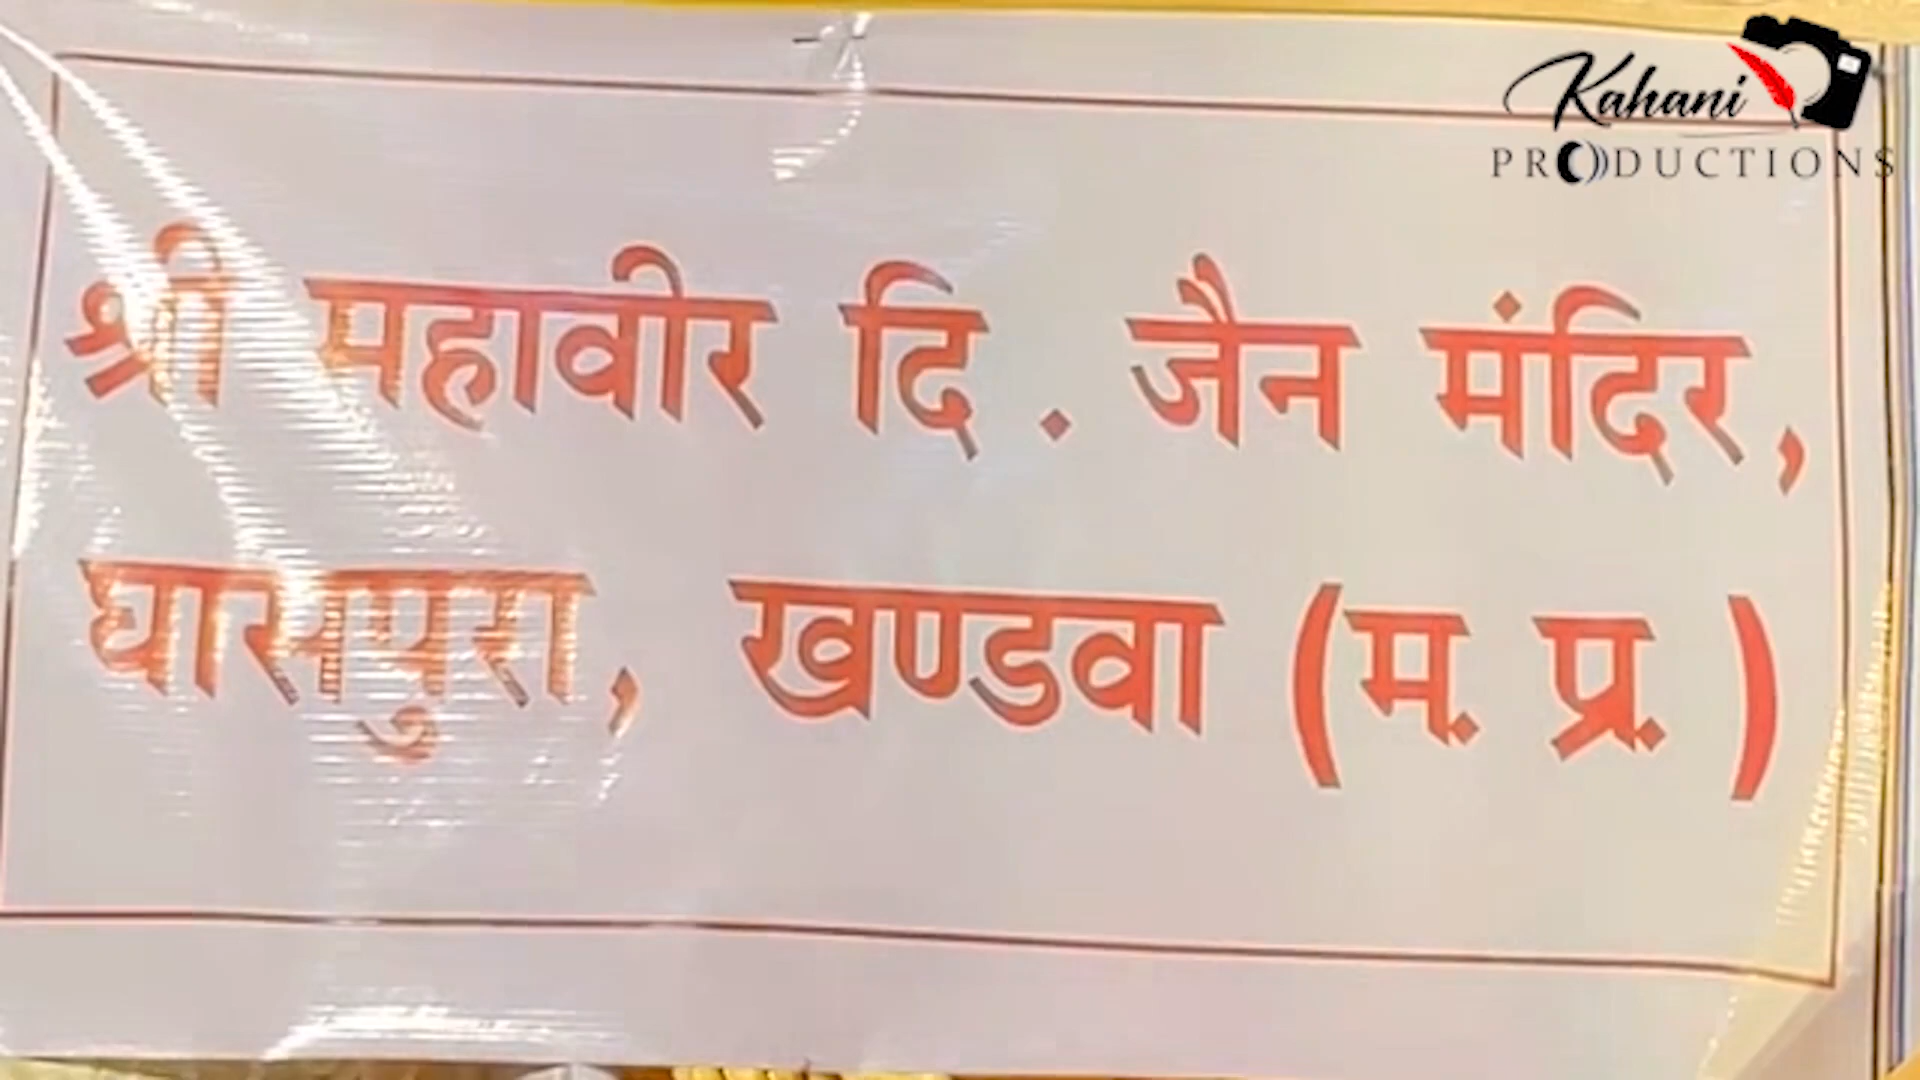 Kahani
PRODUCTIONS
श्री महावीर दि . जैन मंदिर,
घासपुरा, खण्डवा (म. प्र. )